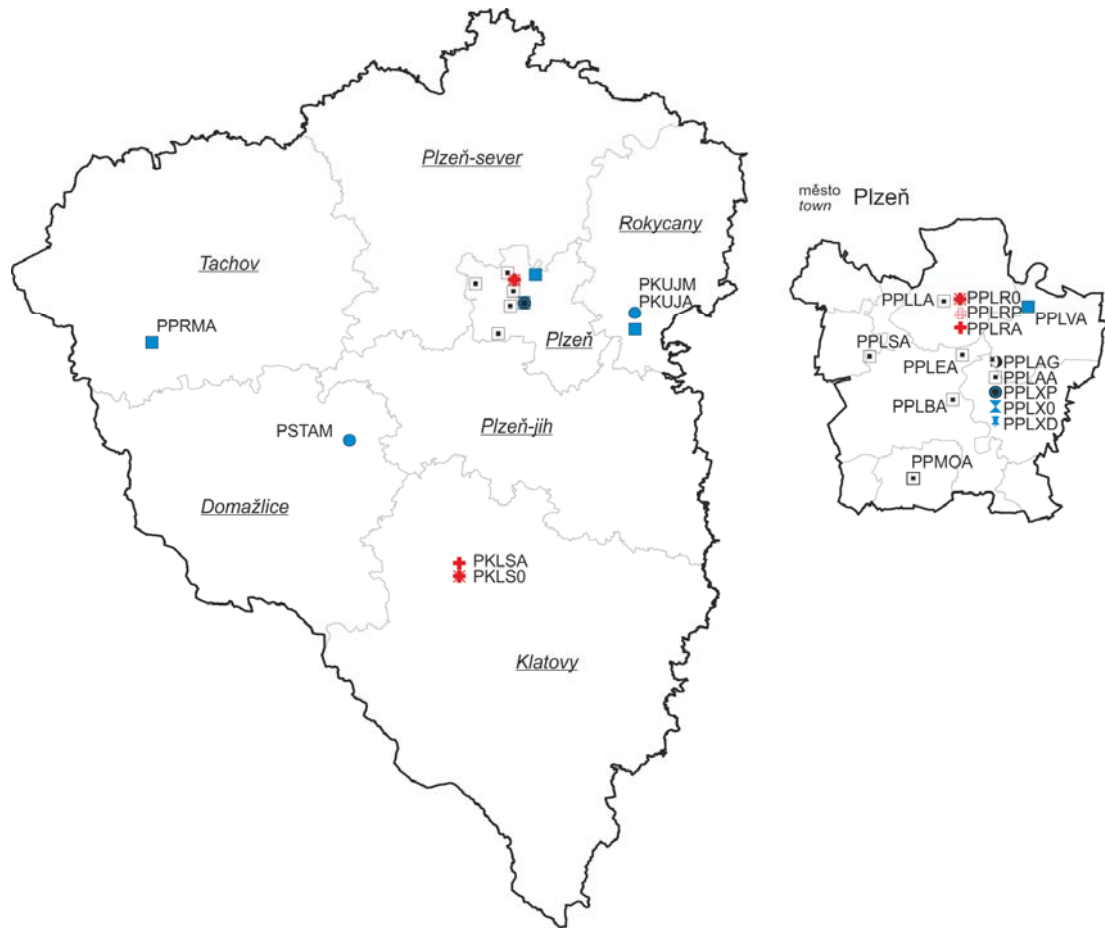 Plzeň-sever
Rokycany
Tachov
PKUJM
PKUJA
PPRMA
Plzeň
PSTAM
Plzeň-jih
Domažlice
PKLSA
PKLS0
Klatovy
město
town
Plzeň
PPLLA
PPLR0
PPLRP
PPLRA
PPLVA
PPLSA
PPLEA
PPLAG
PPLAA
PPLXP
PPLX0
PPLXD
PPLBA
PPMOA